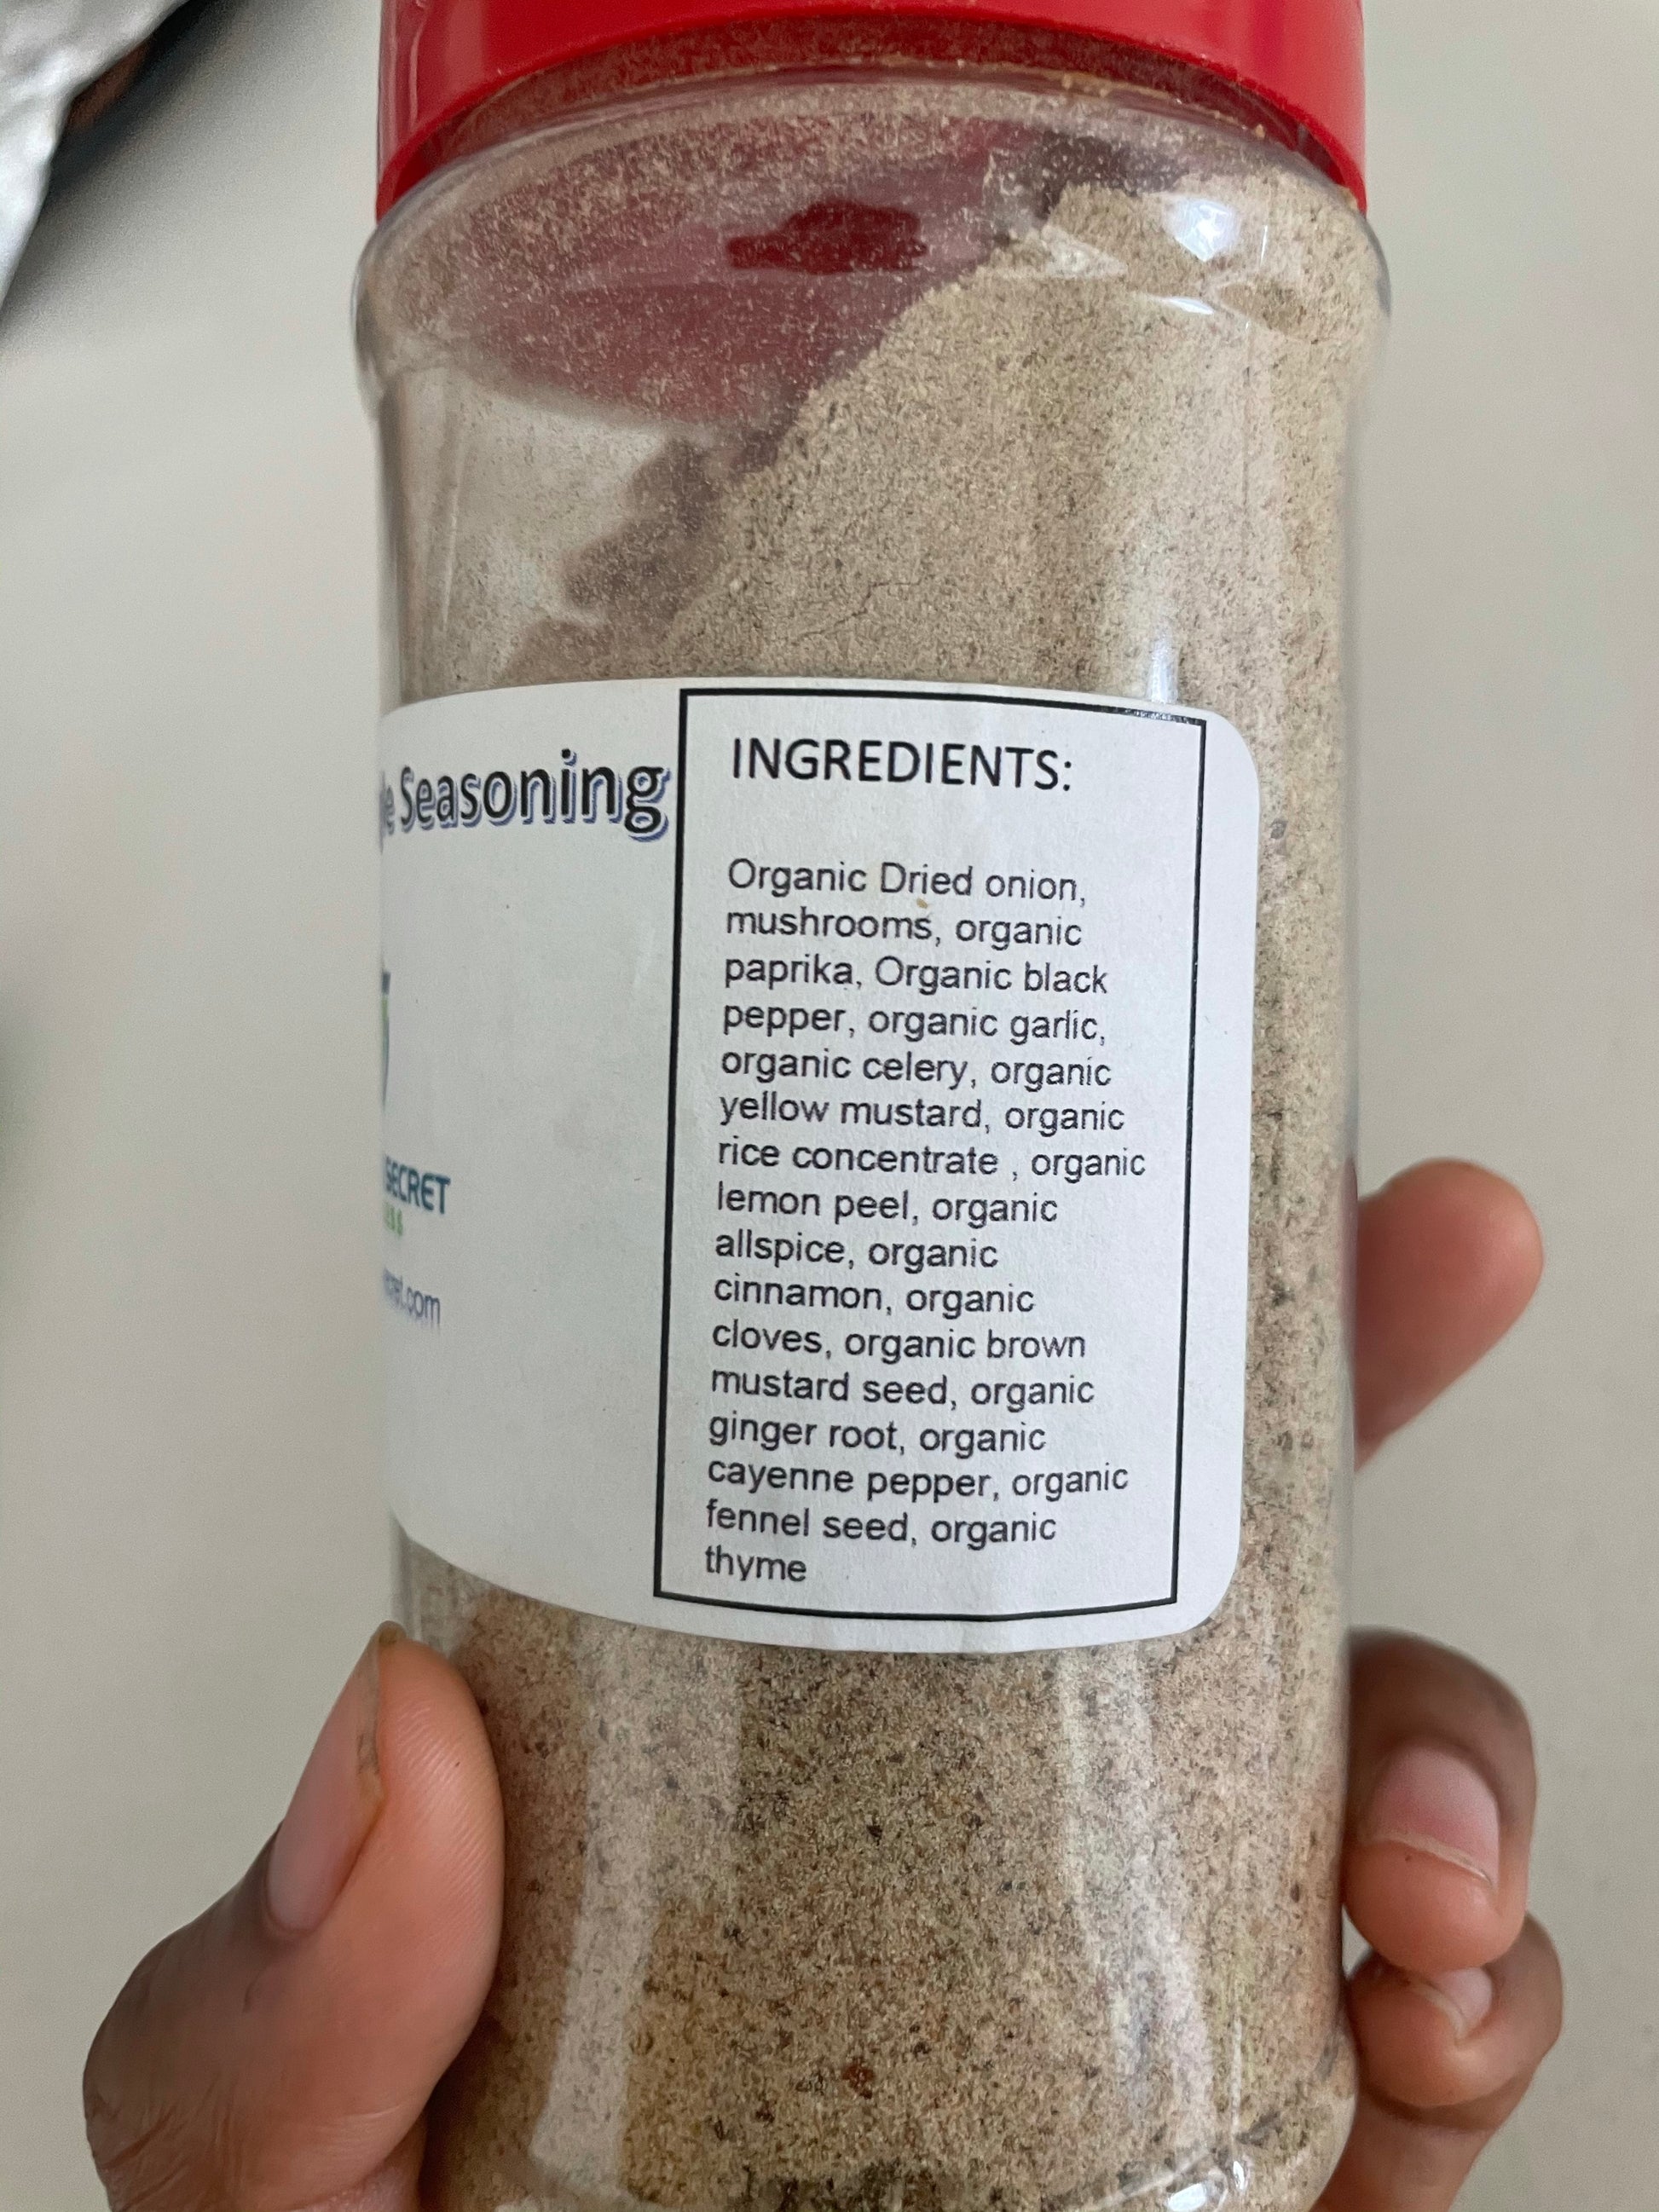 Seasoning
SECRET
.com
INGREDIENTS:
Organic Dried onion,
mushrooms, organic
paprika, Organic black
pepper, organic garlic,
organic celery, organic
yellow mustard, organic
rice concentrate , organic
lemon peel, organic
allspice, organic
cinnamon, organic
cloves, organic brown
mustard seed, organic
ginger root, organic
cayenne pepper, organic
fennel seed, organic
thyme